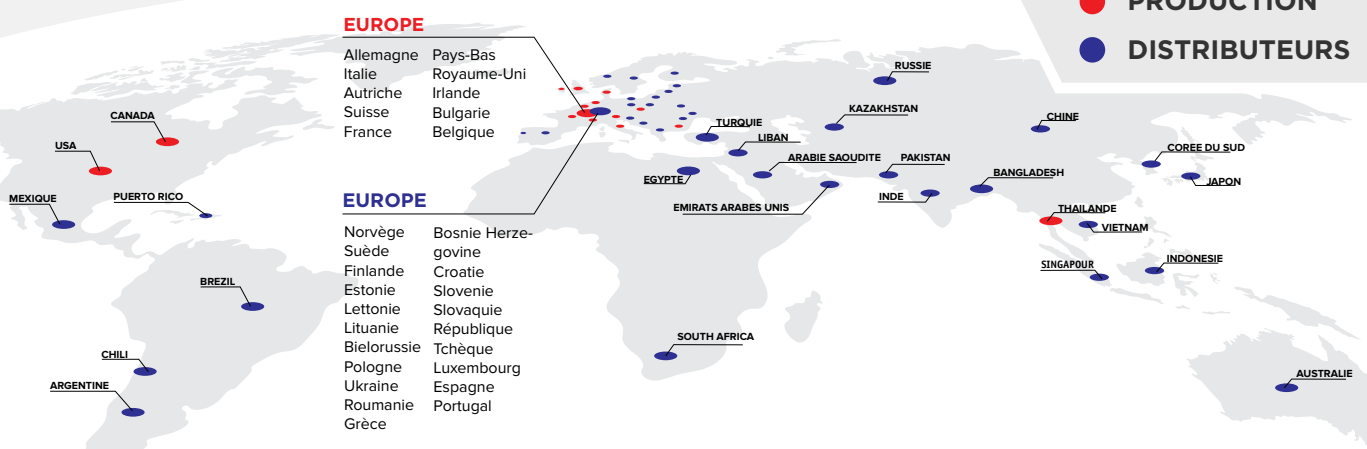 PRODUCTION
DISTRIBUTEURS
EUROPE
Allemagne
Italie
Autriche
Suisse
France
Pays-Bas
Royaume-Uni
Irlande
Bulgarie
Belgique
EUROPE
Norvège
Suède
Finlande
Estonie
Lettonie
Lituanie
Bielorussie
Pologne
Ukraine
Roumanie
Grèce
Bosnie Herze-
govine
Croatie
Slovenie
Slovaquie
République
Tchèque
Luxembourg
Espagne
Portugal
CANADA
USA
MEXIQUE
PUERTO RICO
BREZIL
CHILI
ARGENTINE
RUSSIE
KAZAKHSTAN
TURQUIE
LIBAN
ARABIE SAOUDITE
PAKISTAN
EGYPTE
EMIRATS ARABES UNIS
INDE
BANGLADESH
CHINE
COREE DU SUD
JAPON
THAILANDE
VIETNAM
SINGAPOUR
INDONESIE
SOUTH AFRICA
AUSTRALIE